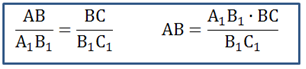 AB/A₁B₁ = BC/B₁C₁    AB = A₁B₁ · BC/B₁C₁